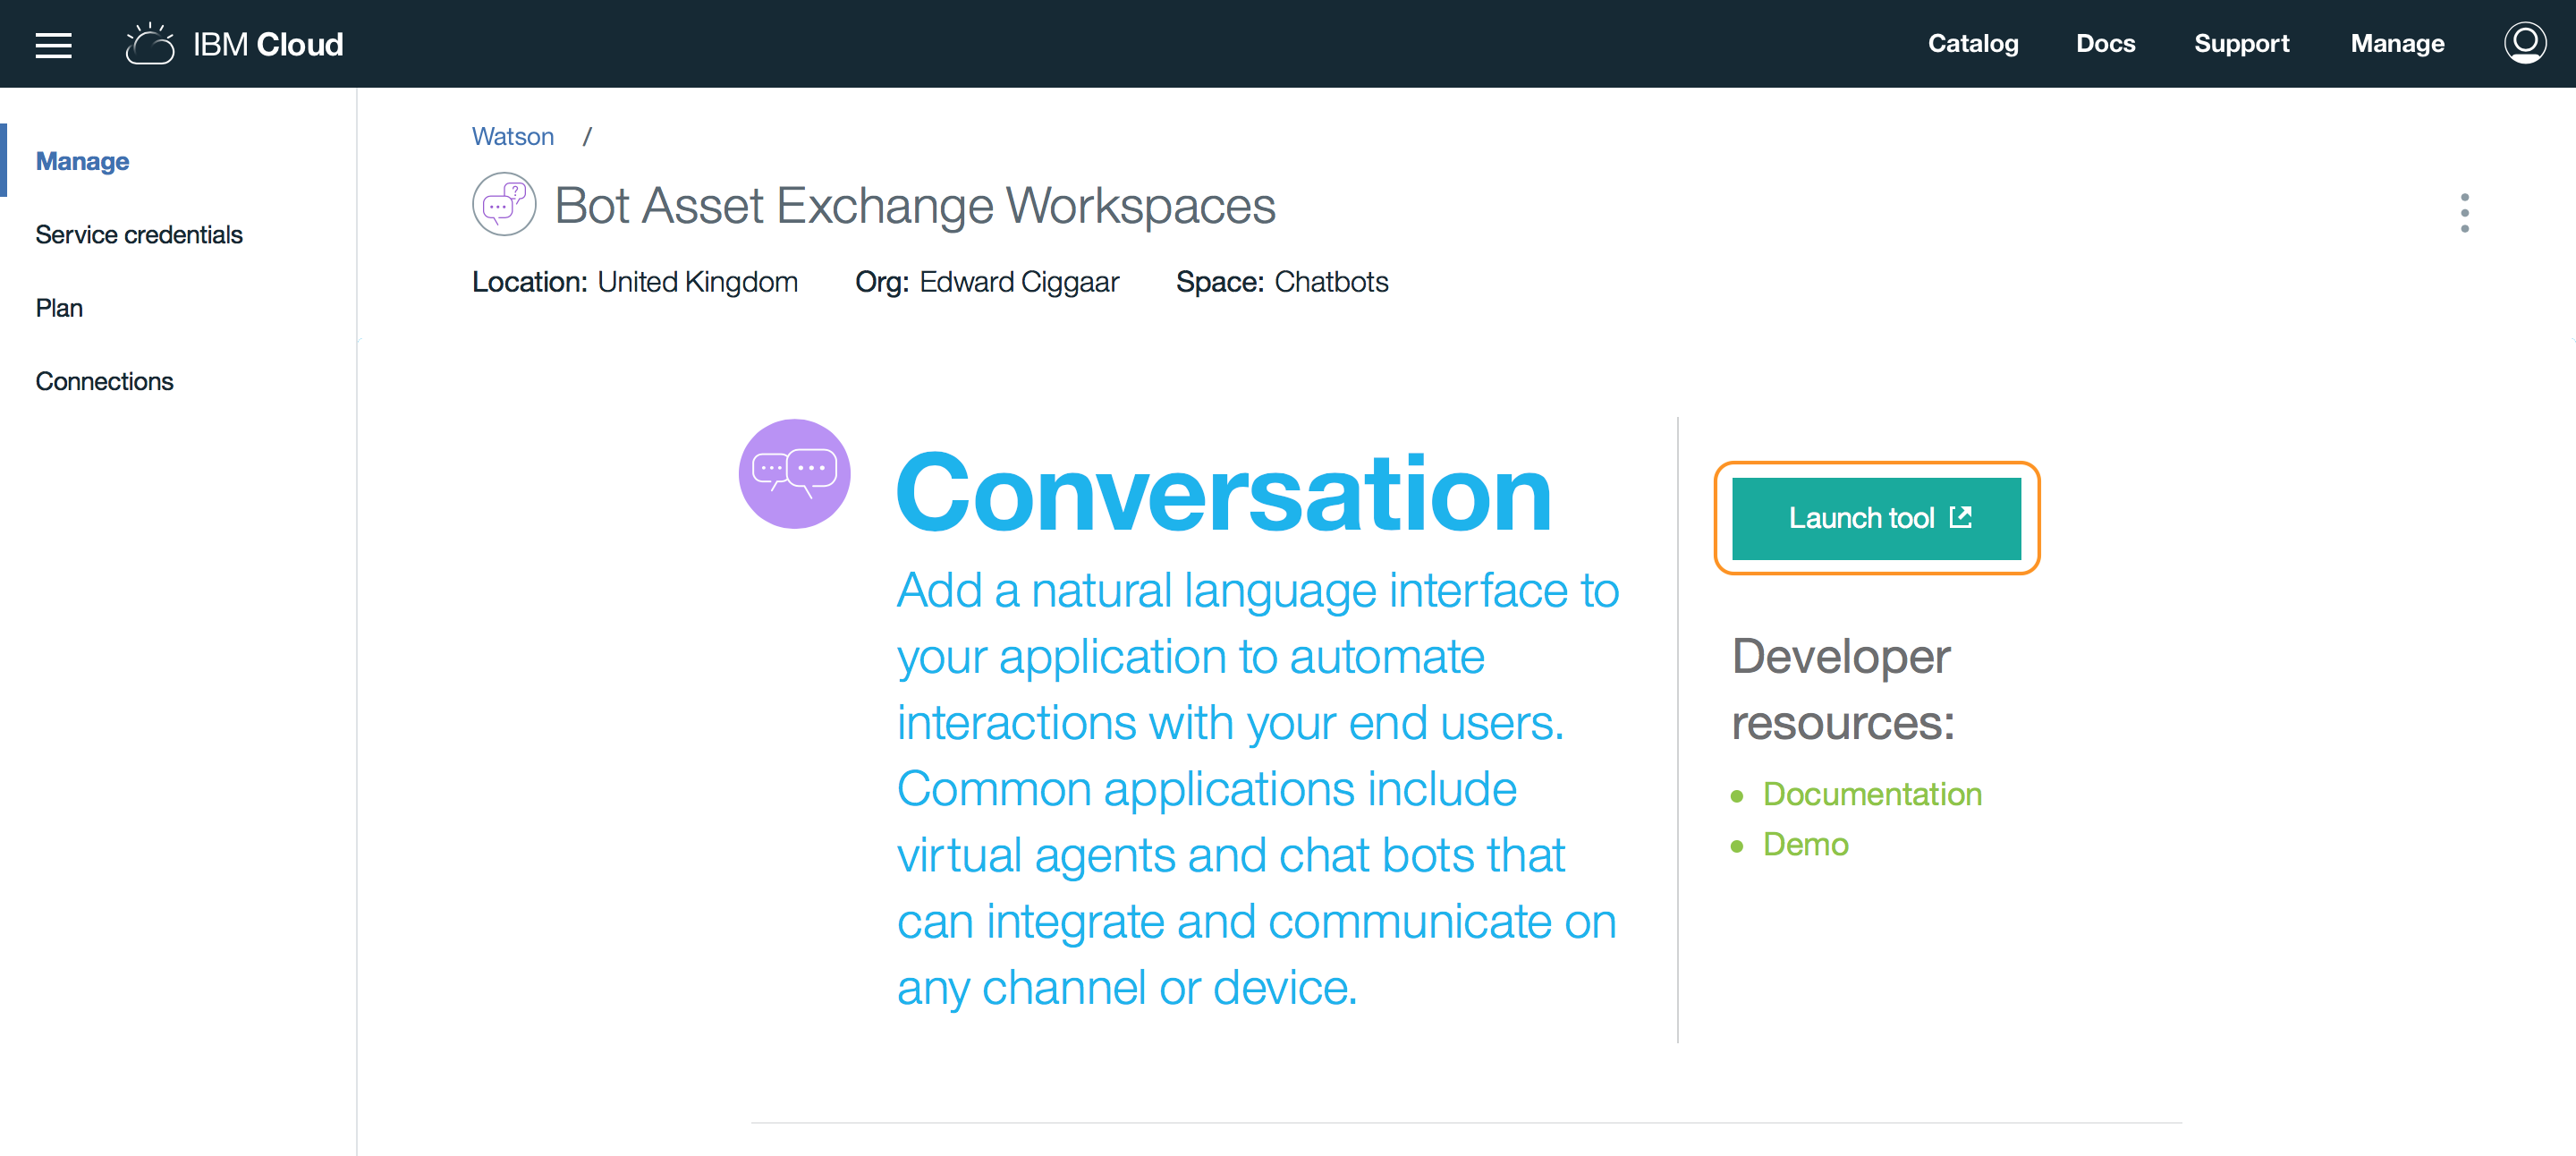 IBM Cloud
Catalog Docs Support Manage
Manage
Service credentials
Plan
Connections
Watson /
Bot Asset Exchange Workspaces
Location: United Kingdom Org: Edward Ciggaar Space: Chatbots
Conversation
Add a natural language interface to
your application to automate
interactions with your end users.
Common applications include
virtual agents and chat bots that
can integrate and communicate on
any channel or device.
Launch tool
Developer
resources:
Documentation
Demo